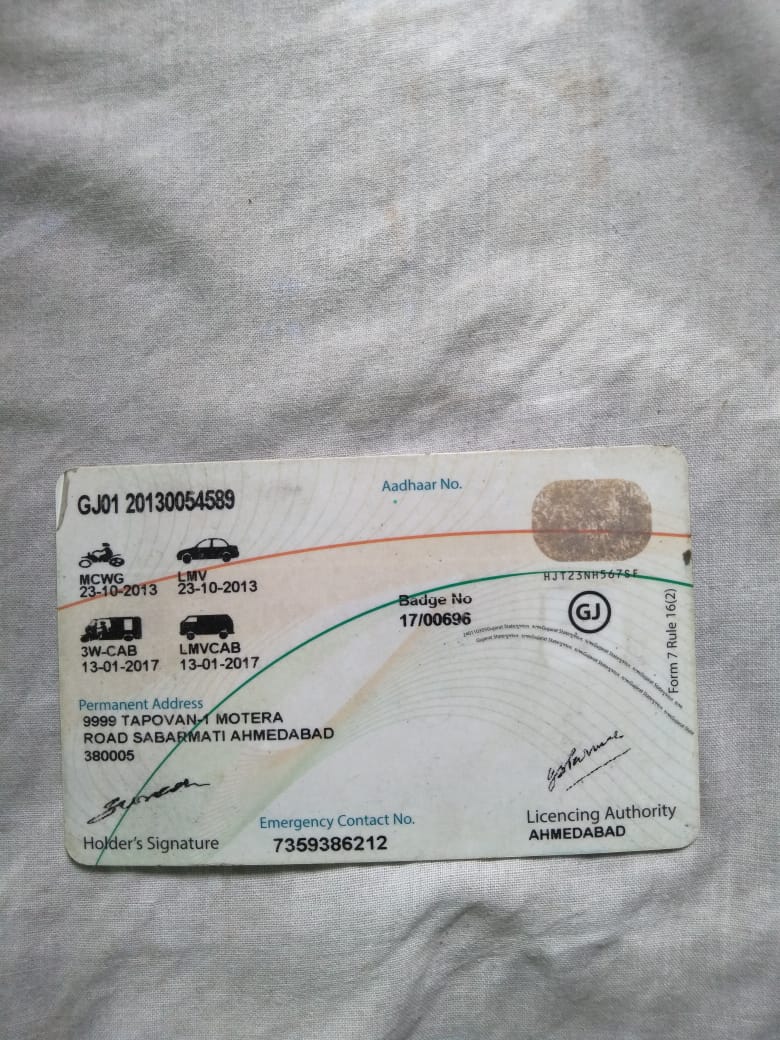 GJ01 20130054589
Aadhaar No.
HJT23NH567SF
MCWG
23-10-2013
LMV
23-10-2013
GJ
Badge No
17/00696
3W-CAB
13-01-2017
LMVCAB
13-01-2017
Form 7 Rule 16(2)
Permanent Address
9999 TAPOVAN-1 MOTERA
ROAD SABARMATI AHMEDABAD
380005
Holder's Signature
Emergency Contact No.
7359386212
Licencing Authority
AHMEDABAD